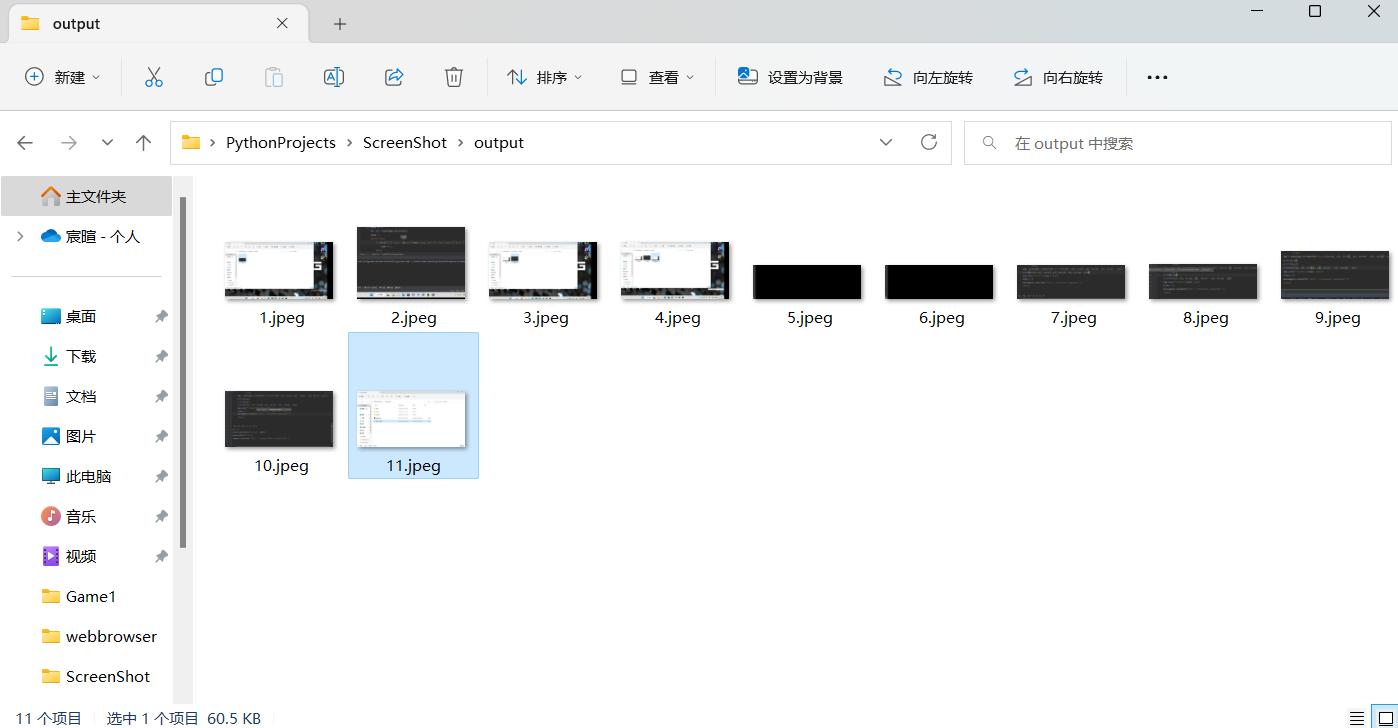 output
新建
排序
查看
设置为背景
向左旋转
向右旋转
PythonProjects
ScreenShot
output
在 output 中搜索
主文件夹
宸暄 - 个人
桌面
下载
文档
图片
此电脑
音乐
视频
Game1
webbrowser
ScreenShot
1.jpeg
2.jpeg
3.jpeg
4.jpeg
5.jpeg
6.jpeg
7.jpeg
8.jpeg
9.jpeg
10.jpeg
11.jpeg
11 个项目
选中 1 个项目 60.5 KB